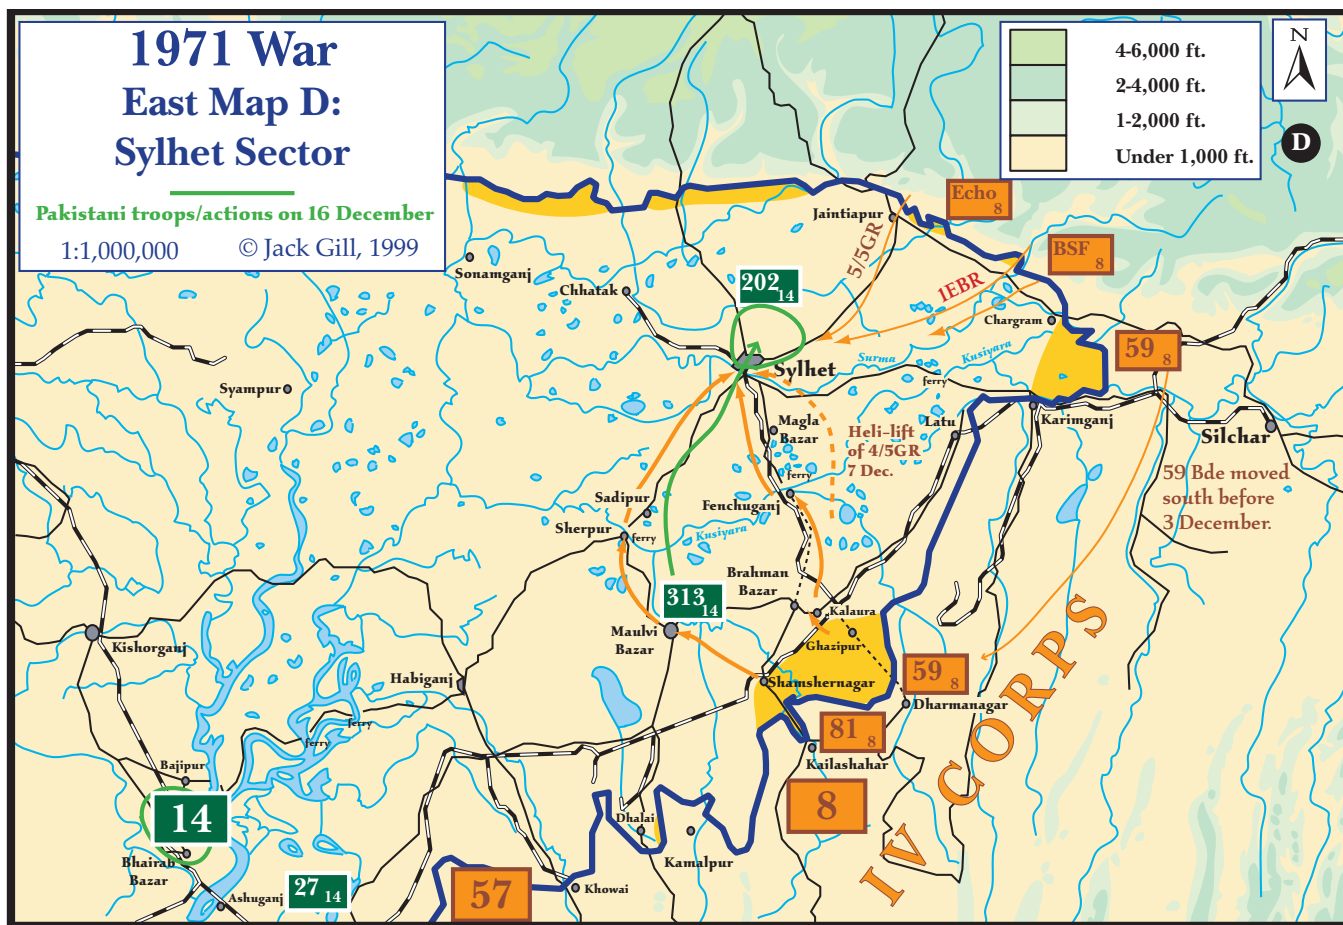 1971 War
East Map D:
Sylhet Sector
Pakistani troops/actions on 16 December
1:1,000,000 © Jack Gill, 1999
4-6,000 ft.
2-4,000 ft.
1-2,000 ft.
Under 1,000 ft.
N
D
Echo
8
Jaintiapur
BSF
8
5/5GR
Sonamganj
Chhatak
202
14
1EBR
Chargram
59
8
Surma
Kusiyara
Sylhet
ferry
Syampur
Karimganj
Magla
Bazar
Latu
Silchar
Heli-lift
of 4/5GR
7 Dec.
ferry
59 Bde moved
south before
3 December.
Sadipur
Fenchuganj
Sherpur
ferry
Kusiyara
Brahman
Bazar
313
14
Kalaura
Maulvi
Bazar
Ghazipur
Kishorganj
Habiganj
Shamshernagar
59
8
Dharmanagar
IV CORPS
ferry
ferry
81
8
Kailashahar
Bajipur
14
8
Dhalai
Kamalpur
Bhairab
Bazar
27
14
Ashuganj
57
Khowai